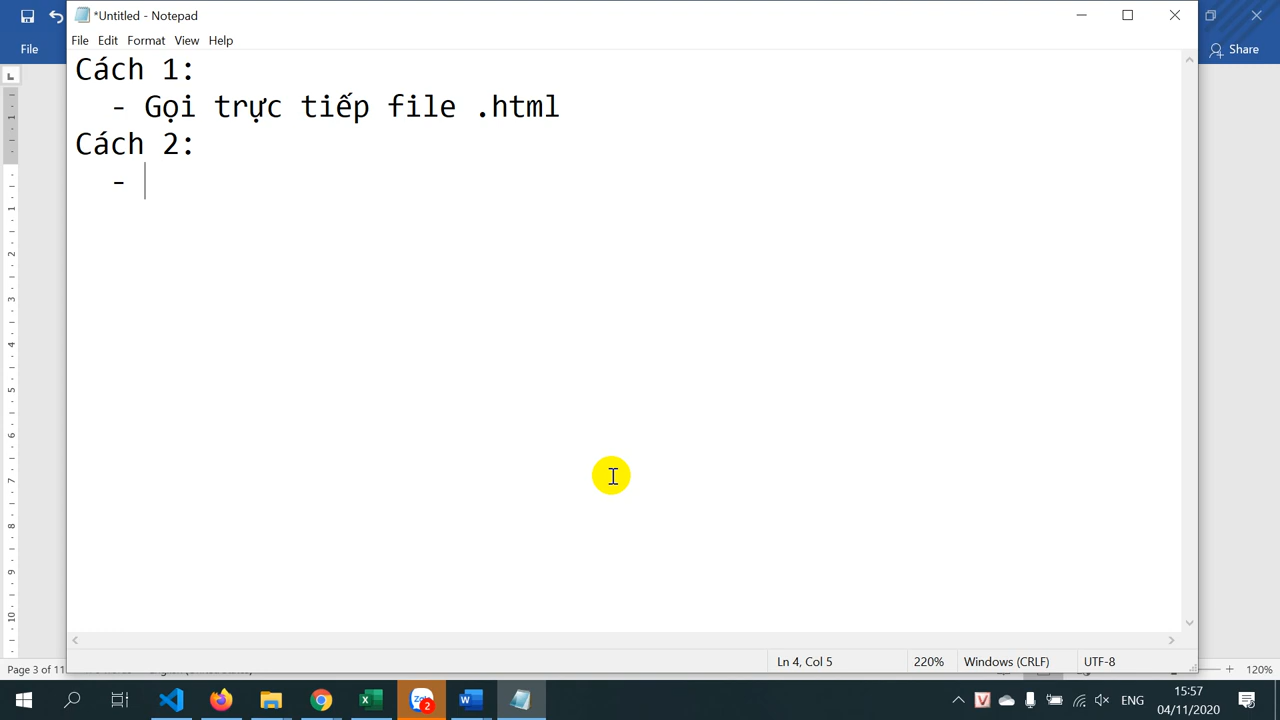 *Untitled - Notepad
File Edit Format View Help
File
Share
Cách 1:
- Gọi trực tiếp file .html
Cách 2:
-
Ln 4, Col 5
220%
Windows (CRLF)
UTF-8
Page 3 of 11
120%
ENG
15:57
04/11/2020